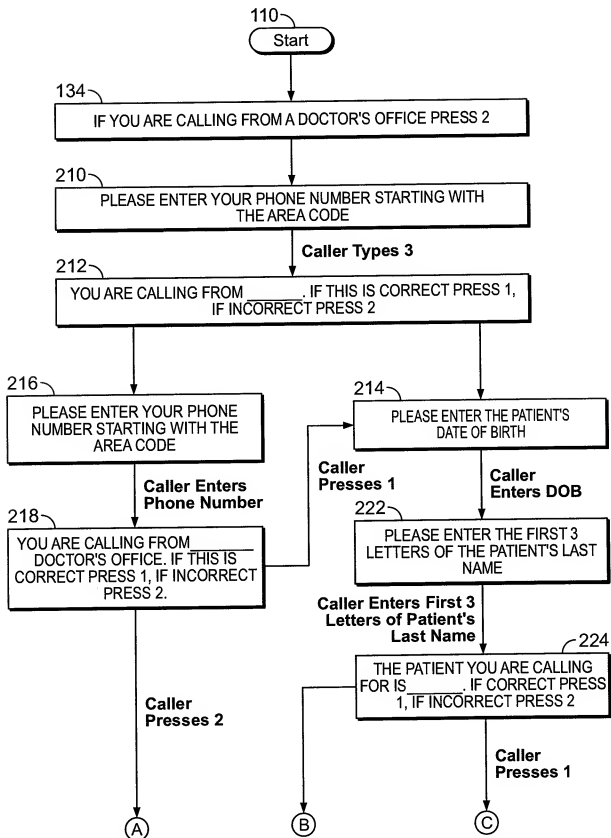 110
Start
134
IF YOU ARE CALLING FROM A DOCTOR'S OFFICE PRESS 2
210
PLEASE ENTER YOUR PHONE NUMBER STARTING WITH
THE AREA CODE
Caller Types 3
212
YOU ARE CALLING FROM _______. IF THIS IS CORRECT PRESS 1,
IF INCORRECT PRESS 2
216
PLEASE ENTER YOUR PHONE
NUMBER STARTING WITH THE
AREA CODE
Caller Enters
Phone Number
218
YOU ARE CALLING FROM________
DOCTOR'S OFFICE. IF THIS IS
CORRECT PRESS 1, IF INCORRECT
PRESS 2.
Caller
Presses 1
Caller
Presses 2
A
214
PLEASE ENTER THE PATIENT'S
DATE OF BIRTH
Caller
Enters DOB
222
PLEASE ENTER THE FIRST 3
LETTERS OF THE PATIENT'S LAST
NAME
Caller Enters First 3
Letters of Patient's
Last Name
224
THE PATIENT YOU ARE CALLING
FOR IS _______. IF CORRECT PRESS
1, IF INCORRECT PRESS 2
Caller
Presses 1
B
C